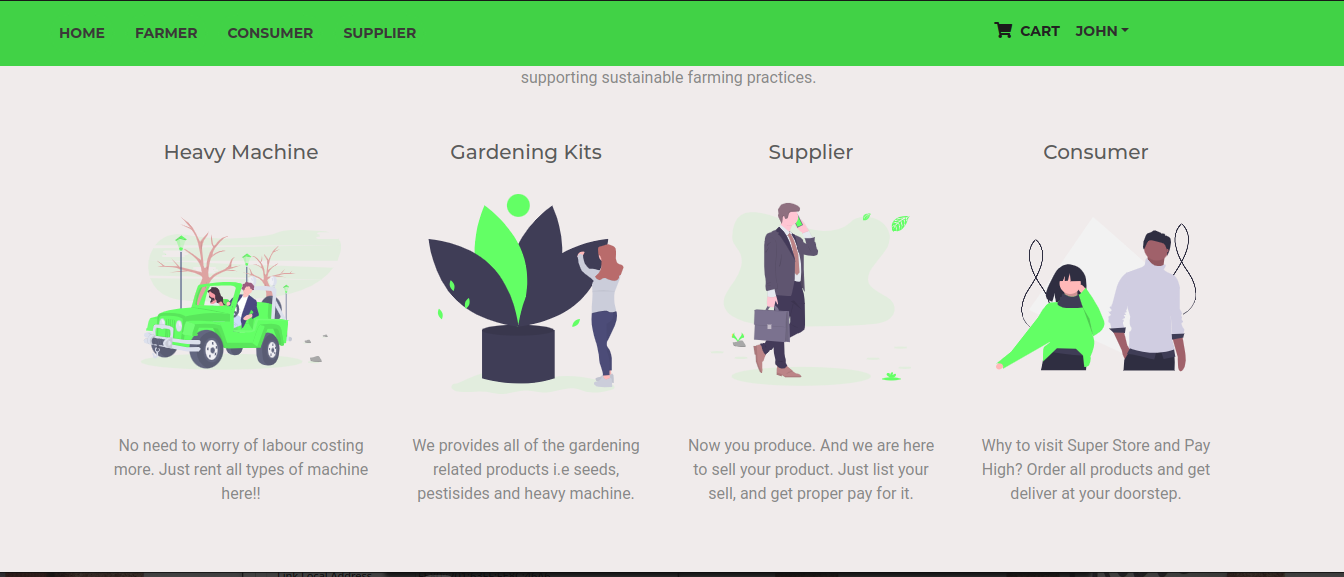 HOME FARMER CONSUMER SUPPLIER CART JOHN
supporting sustainable farming practices.
Heavy Machine Gardening Kits Supplier Consumer
No need to worry of labour costing
more. Just rent all types of machine
here!!
We provides all of the gardening
related products i.e seeds,
pestisides and heavy machine.
Now you produce. And we are here
to sell your product. Just list your
sell, and get proper pay for it.
Why to visit Super Store and Pay
High? Order all products and get
deliver at your doorstep.
Link Local Address